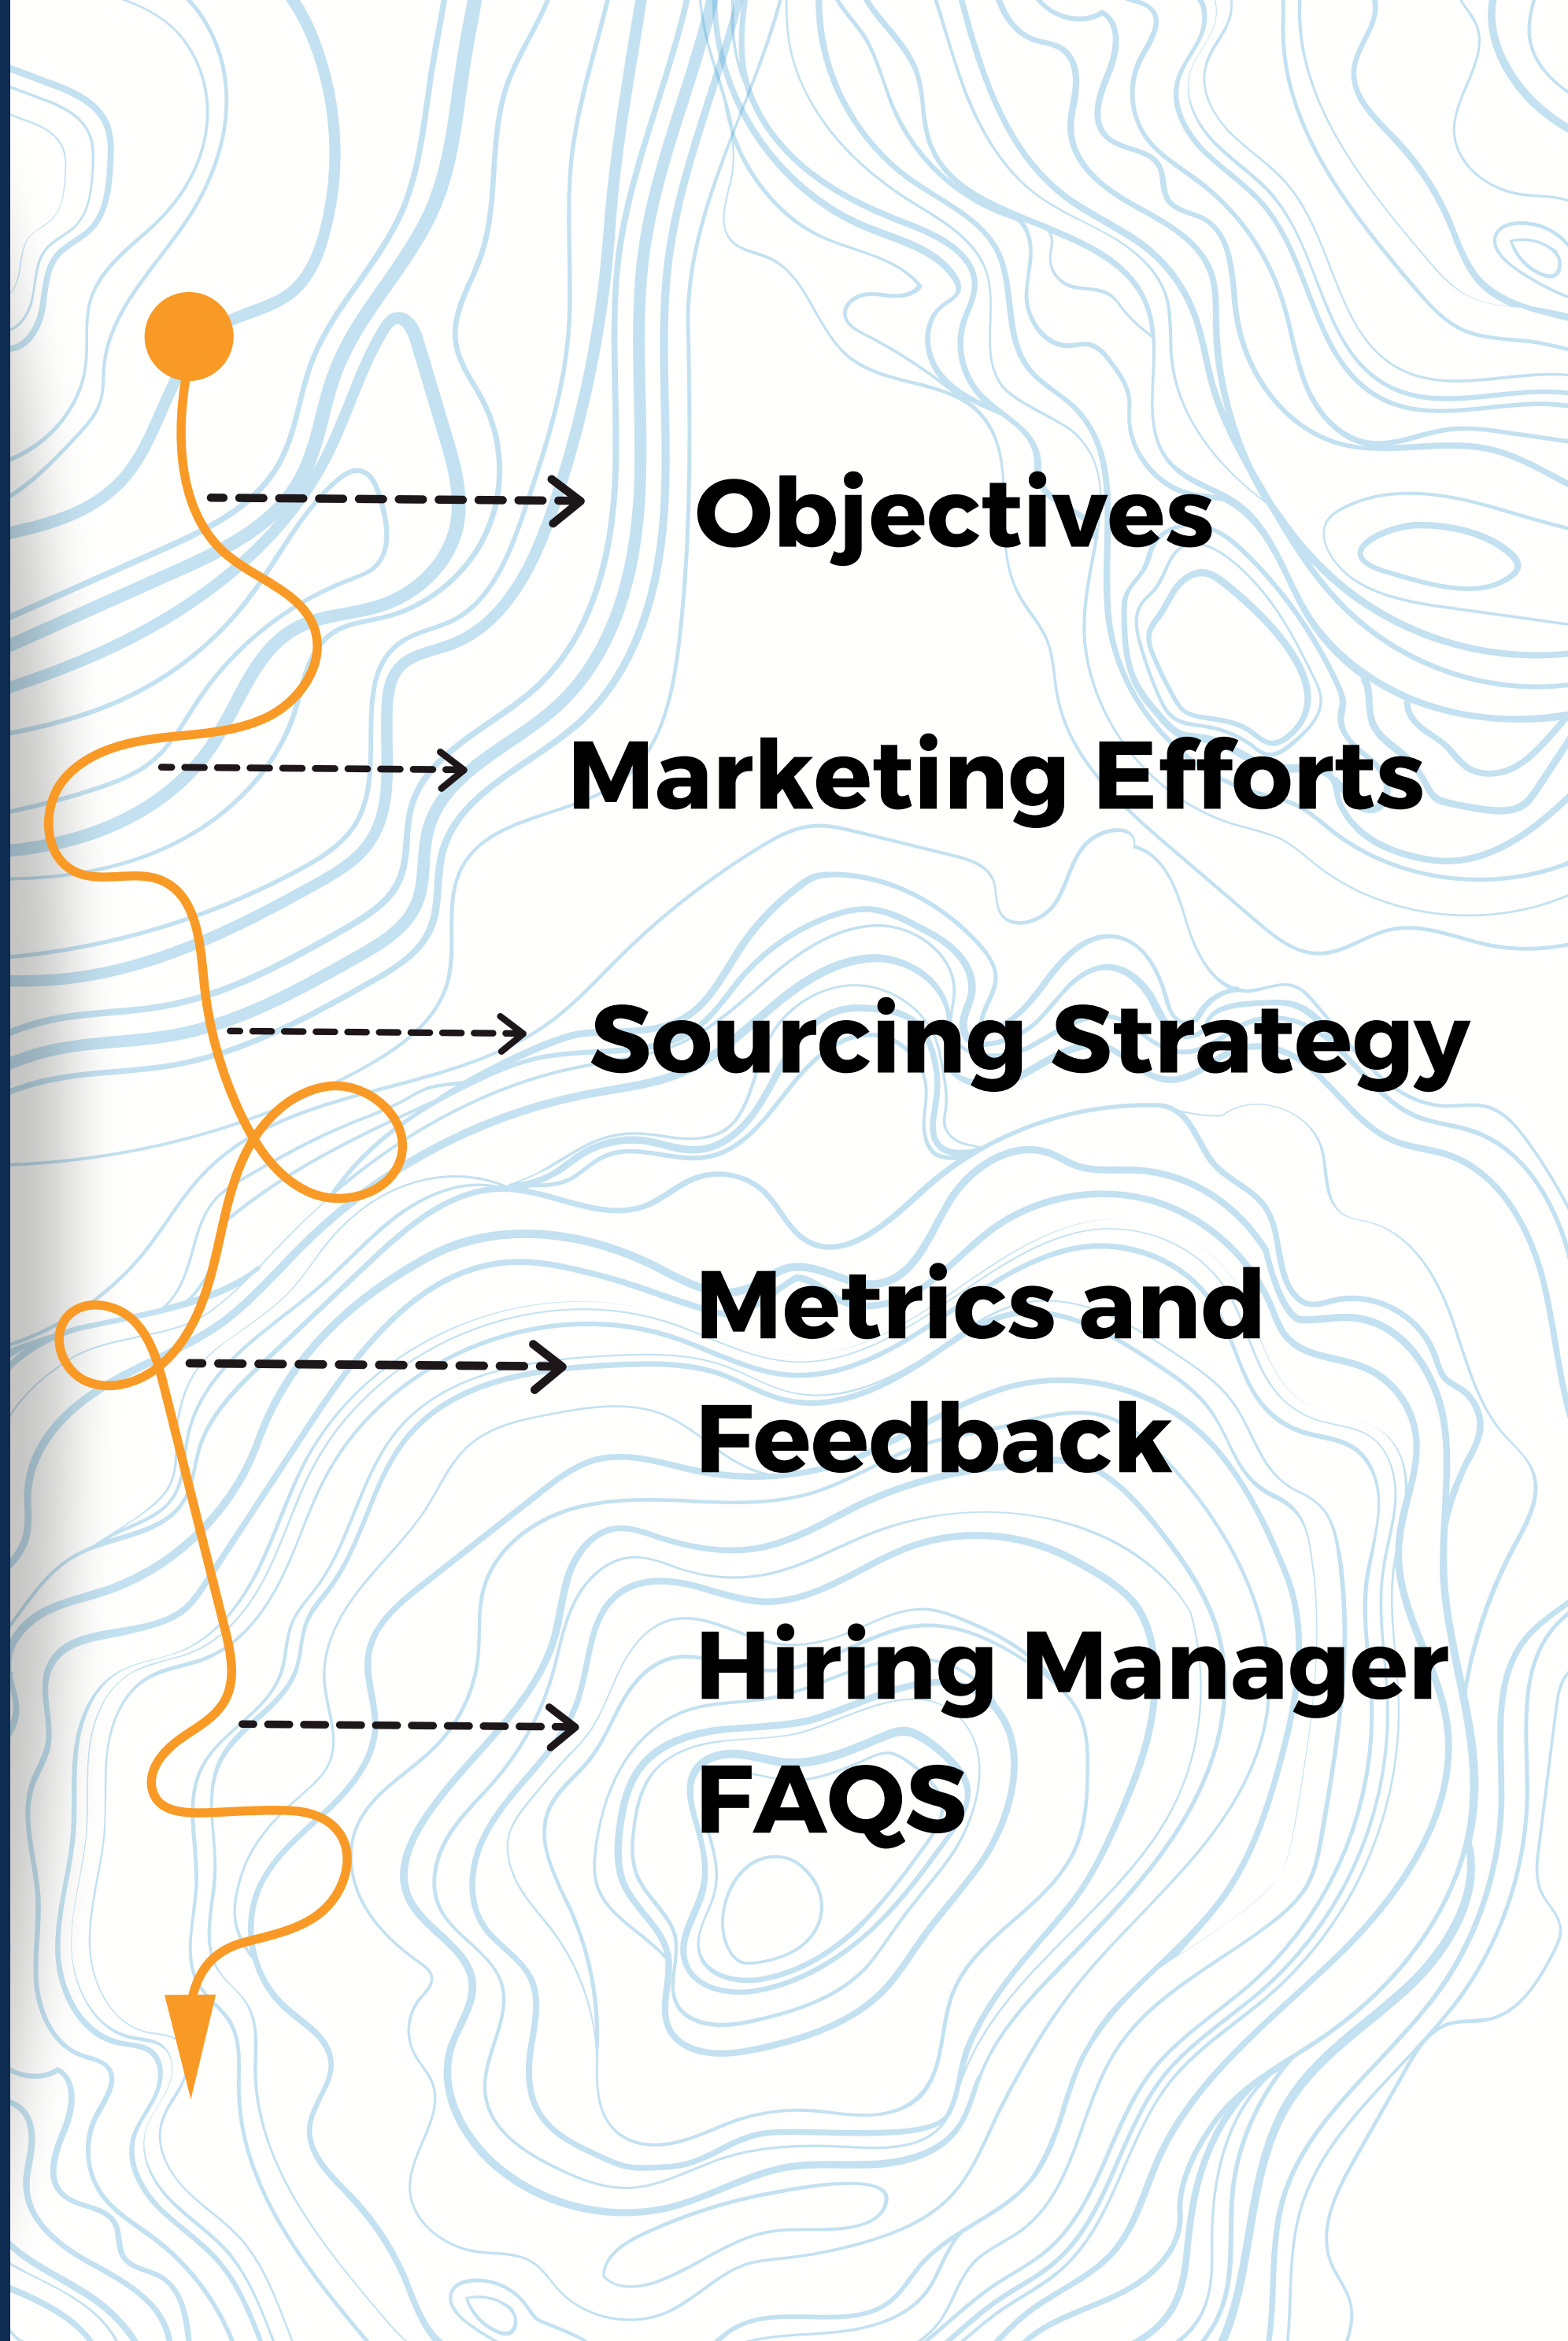 Objectives
Marketing Efforts
Sourcing Strategy
Metrics and
Feedback
Hiring Manager
FAQS